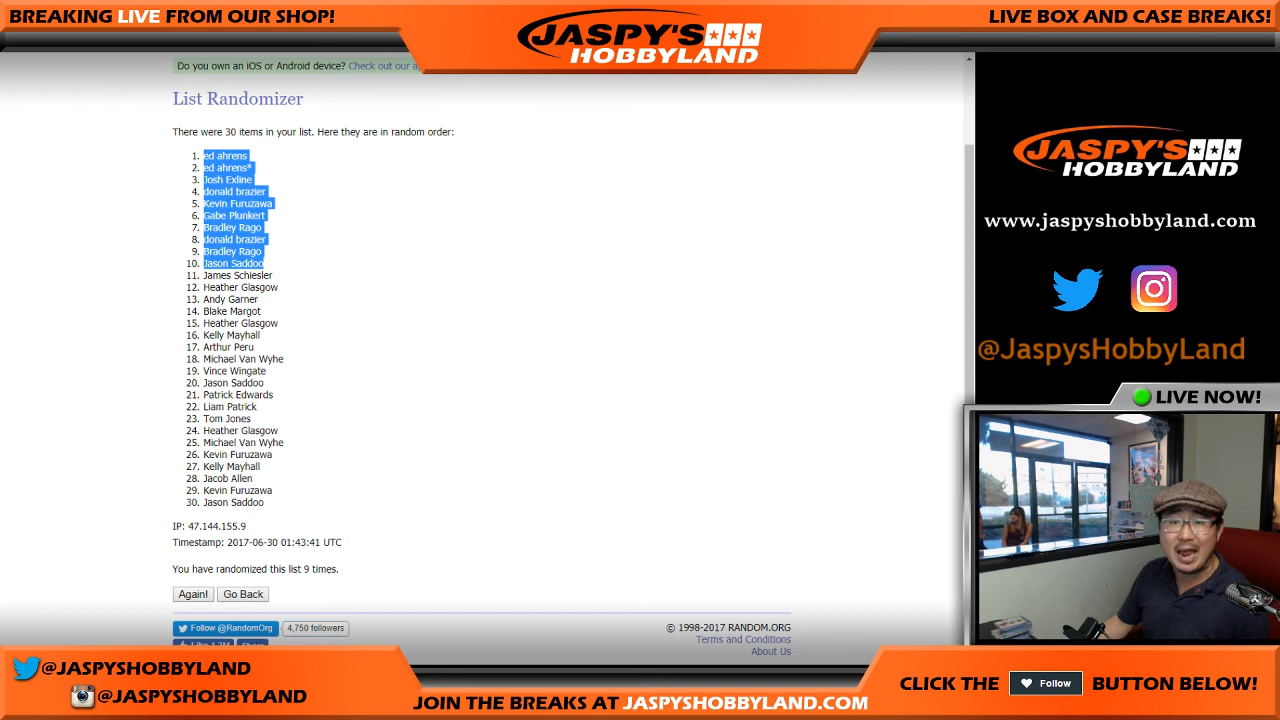 BREAKING LIVE FROM OUR SHOP!
JASPY'S
HOBBYLAND
LIVE BOX AND CASE BREAKS!
Do you own an iOS or Android device? Check out our
List Randomizer
There were 30 items in your list. Here they are in random order:
1. ed ahrens
2. ed ahrens*
3. Josh Exline
4. donald brazier
5. Kevin Furuzawa
6. Gabe Plunkert
7. Bradley Rago
8. donald brazier
9. Bradley Rago
10. Jason Saddoo
11. James Schiesler
12. Heather Glasgow
13. Andy Garner
14. Blake Margot
15. Heather Glasgow
16. Kelly Mayhall
17. Arthur Peru
18. Michael Van Wyhe
19. Vince Wingate
20. Jason Saddoo
21. Patrick Edwards
22. Liam Patrick
23. Tom Jones
24. Heather Glasgow
25. Michael Van Wyhe
26. Kevin Furuzawa
27. Kelly Mayhall
28. Jacob Allen
29. Kevin Furuzawa
30. Jason Saddoo
IP: 47.144.155.9
Timestamp: 2017-06-30 01:43:41 UTC
You have randomized this list 9 times.
Again! Go Back
Follow @RandomOrg 4,750 followers
© 1998-2017 RANDOM.ORG
Terms and Conditions
About Us
JASPY'S
HOBBYLAND
www.jaspyshobbyland.com
@JaspysHobbyLand
LIVE NOW!
@JASPYSHOBBYLAND
@JASPYSHOBBYLAND
JOIN THE BREAKS AT JASPYSHOBBYLAND.COM
CLICK THE Follow BUTTON BELOW!